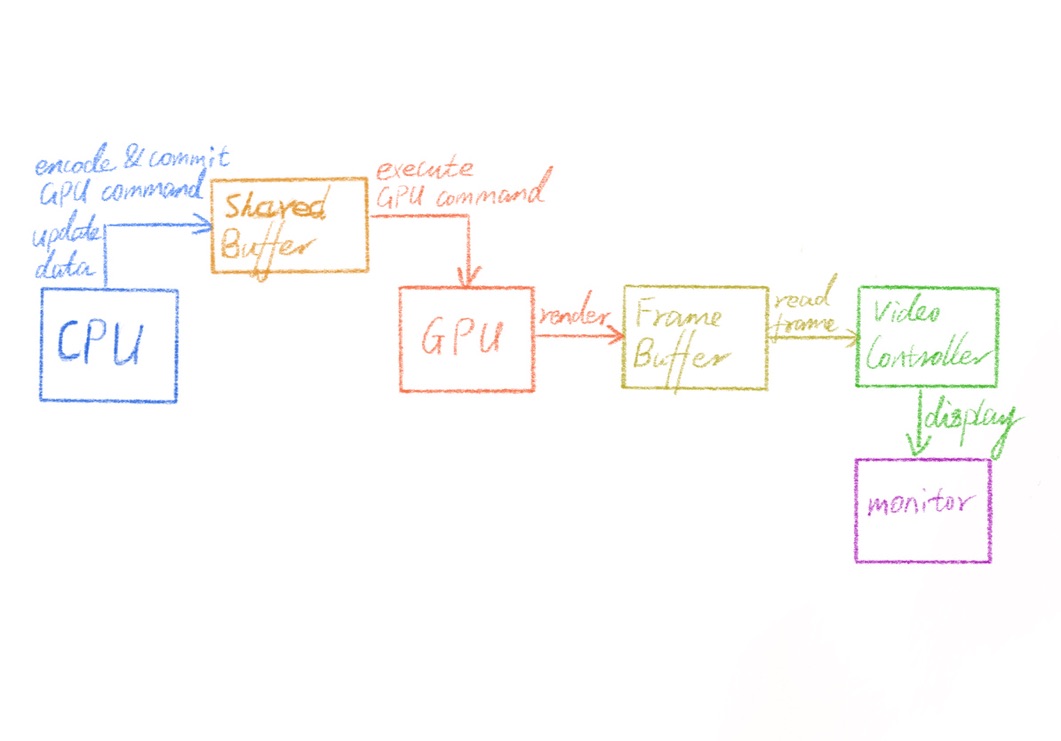 encode & commit
GPU command
update
data
CPU
Shared
Buffer
execute
GPU command
GPU
render
Frame
Buffer
read
frame
Video
Controller
display
monitor